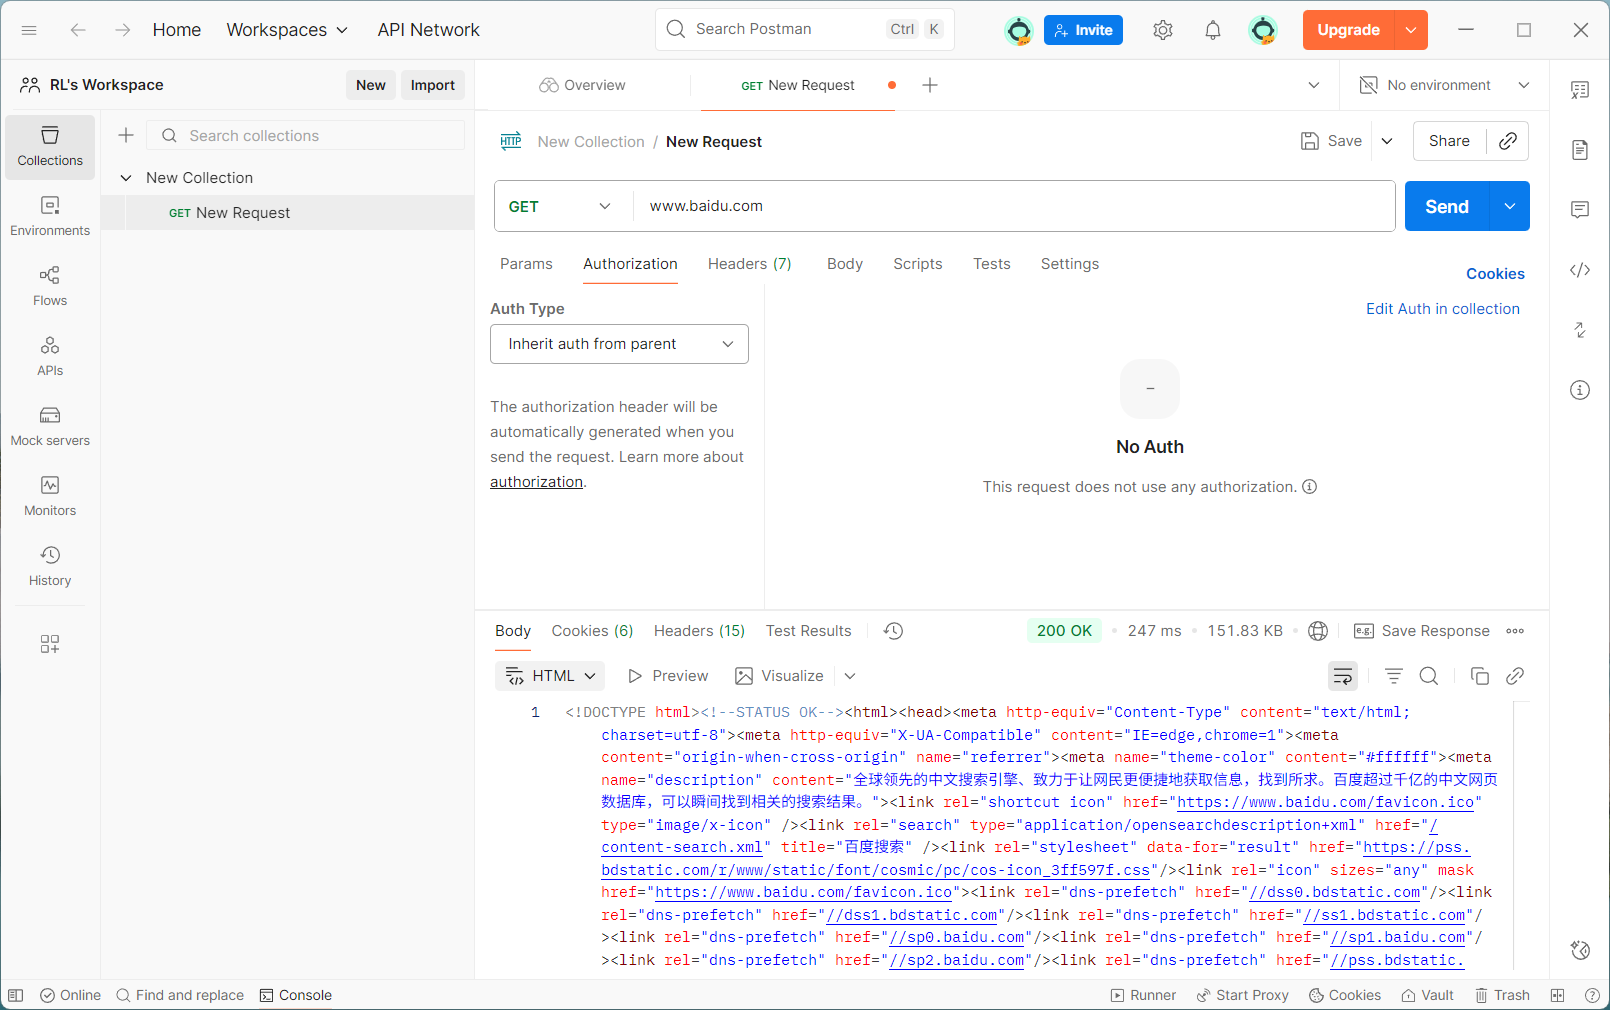 Home Workspaces API Network Search Postman Ctrl K Invite Upgrade
RL's Workspace New Import Overview GET New Request No environment
Collections
Environments
Flows
APIs
Mock servers
Monitors
History
Search collections
New Collection
GET New Request
HTTP New Collection / New Request Save Share
GET www.baidu.com Send
Params Authorization Headers (7) Body Scripts Tests Settings Cookies
Auth Type
Inherit auth from parent
The authorization header will be
automatically generated when you
send the request. Learn more about
authorization.
Edit Auth in collection
No Auth
This request does not use any authorization.
Body Cookies (6) Headers (15) Test Results 200 OK 247 ms 151.83 KB e.g. Save Response
HTML Preview Visualize
1 <!DOCTYPE html><!--STATUS OK--><html><head><meta http-equiv="Content-Type" content="text/html;
charset=utf-8"><meta http-equiv="X-UA-Compatible" content="IE=edge,chrome=1"><meta
content="origin-when-cross-origin" name="referrer"><meta name="theme-color" content="#ffffff"><meta
name="description" content="全球领先的中文搜索引擎、致力于让网民更便捷地获取信息，找到所求。百度超过千亿的中文网页
数据库，可以瞬间找到相关的搜索结果。"><link rel="shortcut icon" href="https://www.baidu.com/favicon.ico"
type="image/x-icon" /><link rel="search" type="application/opensearchdescription+xml" href="/
content-search.xml" title="百度搜索" /><link rel="stylesheet" data-for="result" href="https://pss.
bdstatic.com/r/www/static/font/cosmic/pc/cos-icon_3ff597f.css"/><link rel="icon" sizes="any" mask
href="https://www.baidu.com/favicon.ico"><link rel="dns-prefetch" href="//dss0.bdstatic.com"/><link
rel="dns-prefetch" href="//dss1.bdstatic.com"/><link rel="dns-prefetch" href="//ss1.bdstatic.com"/
><link rel="dns-prefetch" href="//sp0.baidu.com"/><link rel="dns-prefetch" href="//sp1.baidu.com"/
><link rel="dns-prefetch" href="//sp2.baidu.com"/><link rel="dns-prefetch" href="//pss.bdstatic.
Online Find and replace Console Runner Start Proxy Cookies Vault Trash